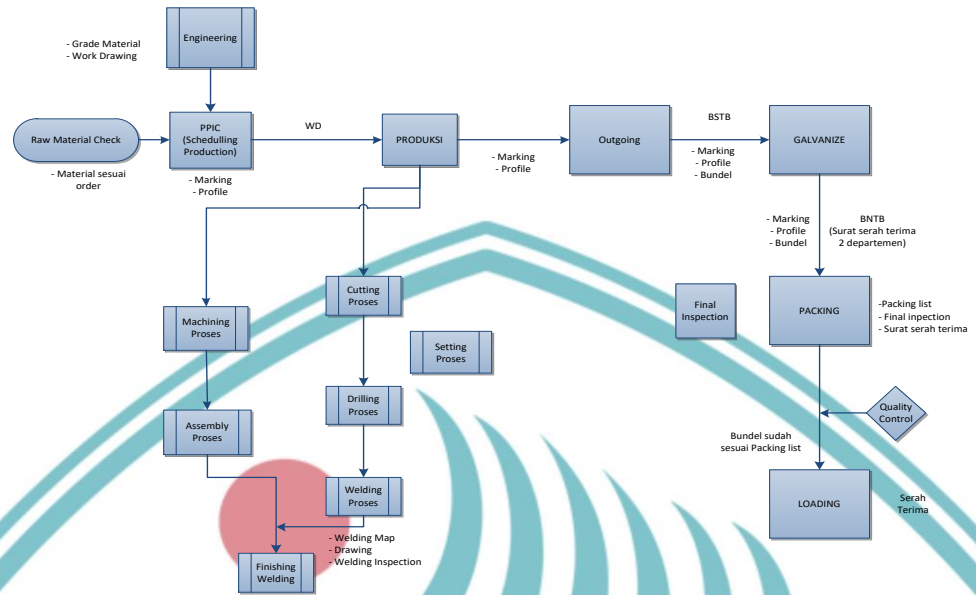 Engineering
- Grade Material
- Work Drawing
Raw Material Check
- Material sesuai
order
PPIC
(Schedulling
Production)
- Marking
- Profile
WD
PRODUKSI
- Marking
- Profile
Outgoing
BSTB
- Marking
- Profile
- Bundel
GALVANIZE
- Marking
- Profile
- Bundel
BNTB
(Surat serah terima
2 departemen)
Cutting
Proses
Machining
Proses
Setting
Proses
Final
Inspection
PACKING
-Packing list
- Final inpection
- Surat serah terima
Drilling
Proses
Assembly
Proses
Quality
Control
Bundel sudah
sesuai Packing list
Welding
Proses
LOADING
Serah
Terima
- Welding Map
- Drawing
- Welding Inspection
Finishing
Welding